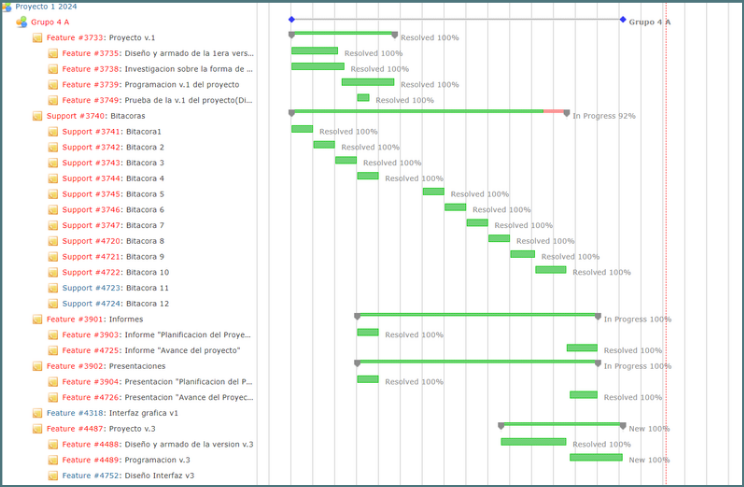 Proyecto 1 2024
Grupo 4 A
Grupo 4 A
Feature #3733: Proyecto v.1
Resolved 100%
Feature #3735: Diseño y armado de la 1era vers...
Resolved 100%
Feature #3738: Investigacion sobre la forma de ...
Resolved 100%
Feature #3739: Programacion v.1 del proyecto
Resolved 100%
Feature #3749: Prueba de la v.1 del proyecto(Di...
Resolved 100%
Support #3740: Bitacoras
In Progress 92%
Support #3741: Bitacora1
Resolved 100%
Support #3742: Bitacora 2
Resolved 100%
Support #3743: Bitacora 3
Resolved 100%
Support #3744: Bitacora 4
Resolved 100%
Support #3745: Bitacora 5
Resolved 100%
Support #3746: Bitacora 6
Resolved 100%
Support #3747: Bitacora 7
Resolved 100%
Support #4720: Bitacora 8
Resolved 100%
Support #4721: Bitacora 9
Resolved 100%
Support #4722: Bitacora 10
Resolved 100%
Support #4723: Bitacora 11
Support #4724: Bitacora 12
Feature #3901: Informes
In Progress 100%
Feature #3903: Informe "Planificacion del Proye...
Resolved 100%
Feature #4725: Informe "Avance del proyecto"
Resolved 100%
Feature #3902: Presentaciones
In Progress 100%
Feature #3904: Presentacion "Planificacion del P...
Resolved 100%
Feature #4726: Presentacion "Avance del Proyec...
Resolved 100%
Feature #4318: Interfaz grafica v1
Feature #4487: Proyecto v.3
New 100%
Feature #4488: Diseño y armado de la version v.3
Resolved 100%
Feature #4489: Programacion v.3
New 100%
Feature #4752: Diseño Interfaz v3